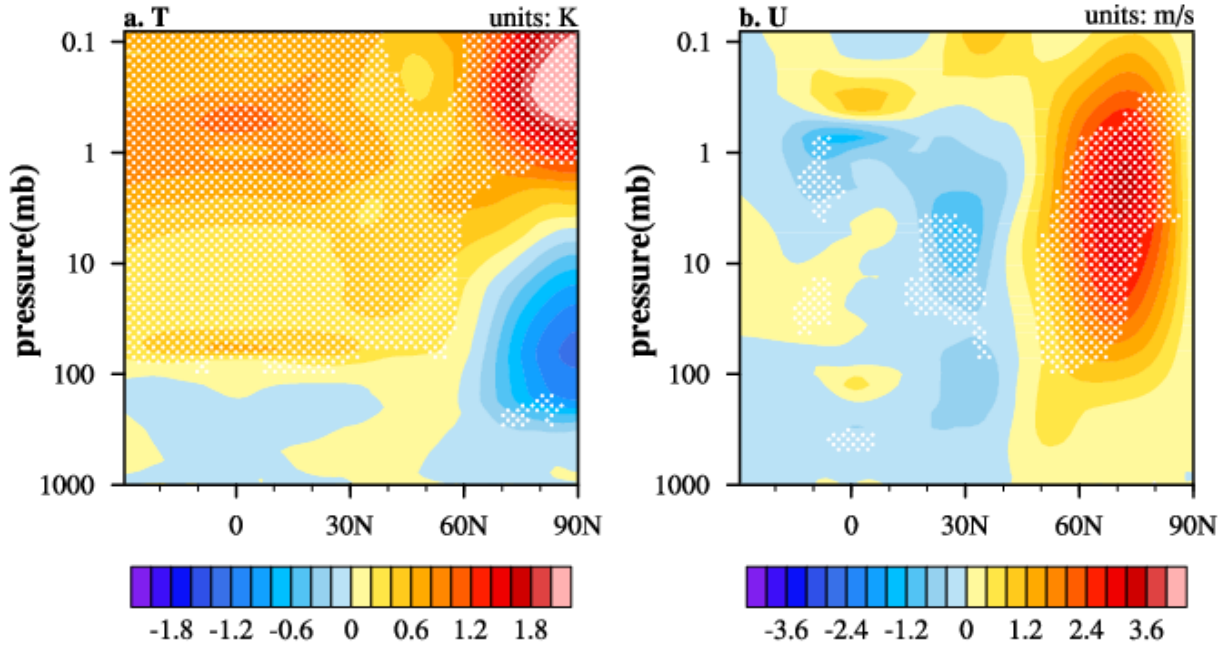 a. T units: K b. U units: m/s
0.1 0.1
1 1
pressure(mb) pressure(mb)
10 10
100 100
1000 1000
0 30N 60N 90N 0 30N 60N 90N
-1.8 -1.2 -0.6 0 0.6 1.2 1.8 -3.6 -2.4 -1.2 0 1.2 2.4 3.6